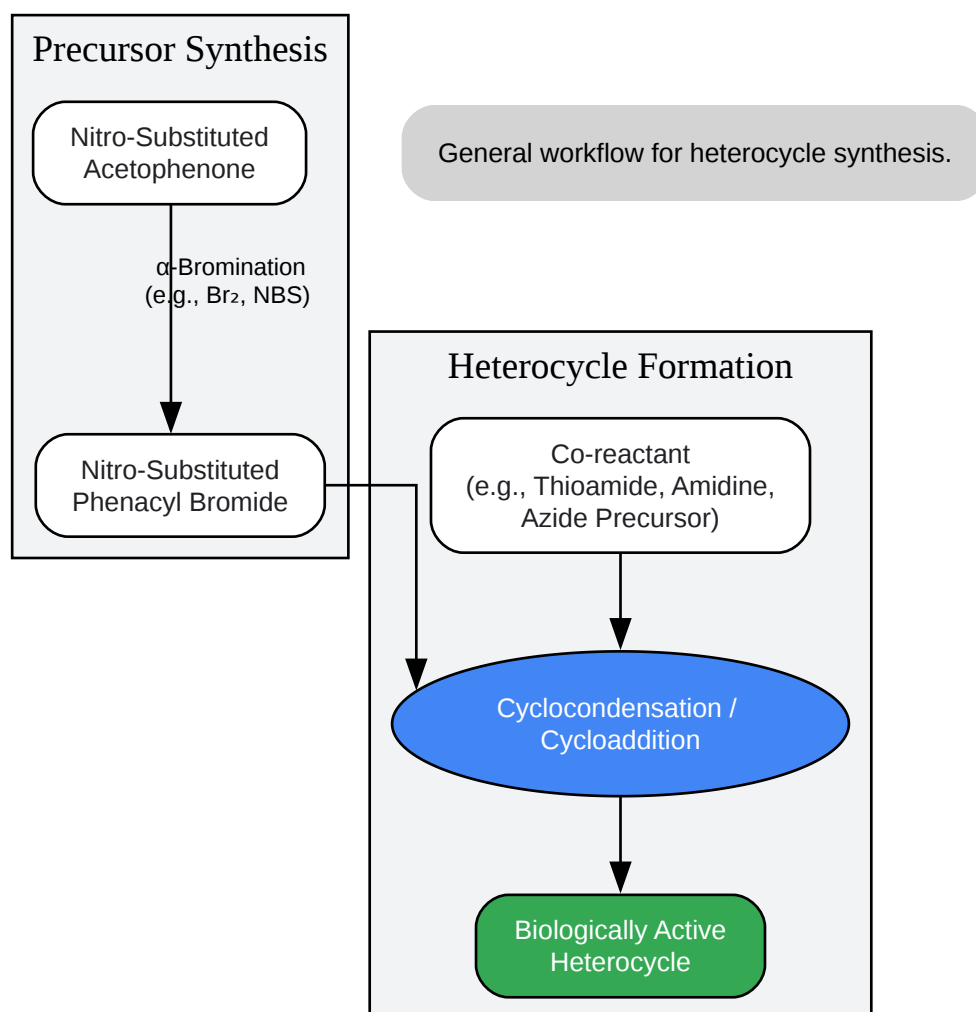 Precursor Synthesis
Nitro-Substituted
Acetophenone
General workflow for heterocycle synthesis.
α-Bromination
(e.g., Br₂, NBS)
Nitro-Substituted
Phenacyl Bromide
Heterocycle Formation
Co-reactant
(e.g., Thioamide, Amidine,
Azide Precursor)
Cyclocondensation /
Cycloaddition
Biologically Active
Heterocycle